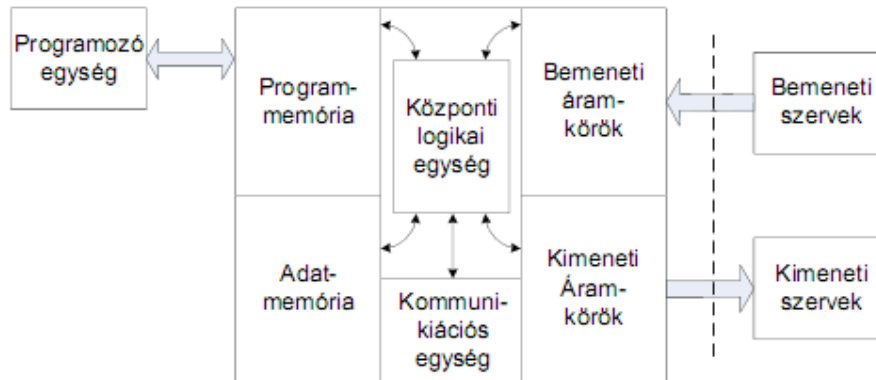 Programozó
egység
Program-
memória
Központi
logikai
egység
Bemeneti
áram-
körök
Bemeneti
szervek
Adat-
memória
Kommuni-
kiációs
egység
Kimeneti
Áram-
körök
Kimeneti
szervek